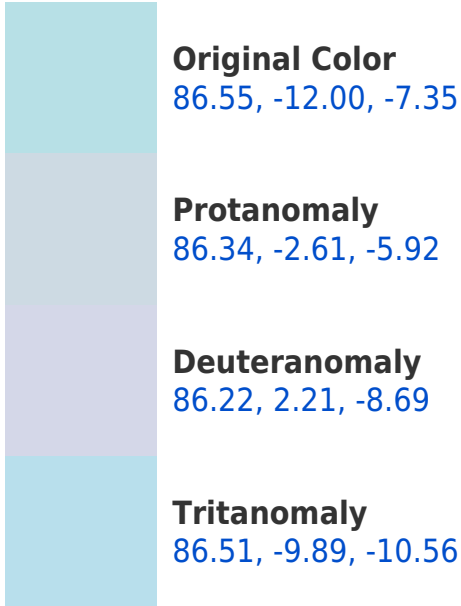 Original Color
86.55, -12.00, -7.35
Protanomaly
86.34, -2.61, -5.92
Deuteranomaly
86.22, 2.21, -8.69
Tritanomaly
86.51, -9.89, -10.56